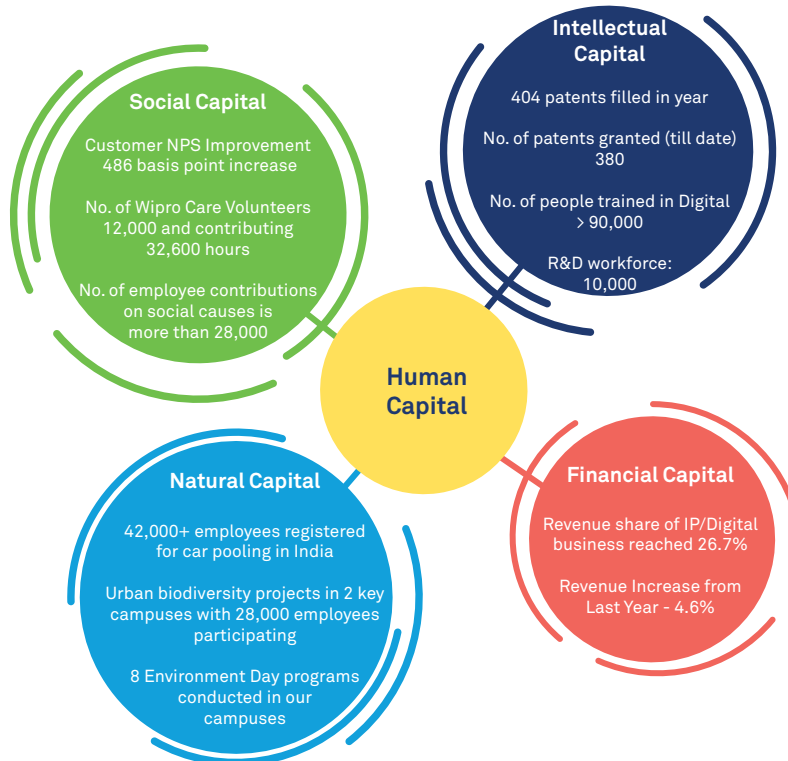 Social Capital
Customer NPS Improvement
486 basis point increase
No. of Wipro Care Volunteers
12,000 and contributing
32,600 hours
No. of employee contributions
on social causes is
more than 28,000
Intellectual
Capital
404 patents filled in year
No. of patents granted (till date)
380
No. of people trained in Digital
> 90,000
R&D workforce:
10,000
Human
Capital
Natural Capital
42,000+ employees registered
for car pooling in India
Urban biodiversity projects in 2 key
campuses with 28,000 employees
participating
8 Environment Day programs
conducted in our
campuses
Financial Capital
Revenue share of IP/Digital
business reached 26.7%
Revenue Increase from
Last Year - 4.6%